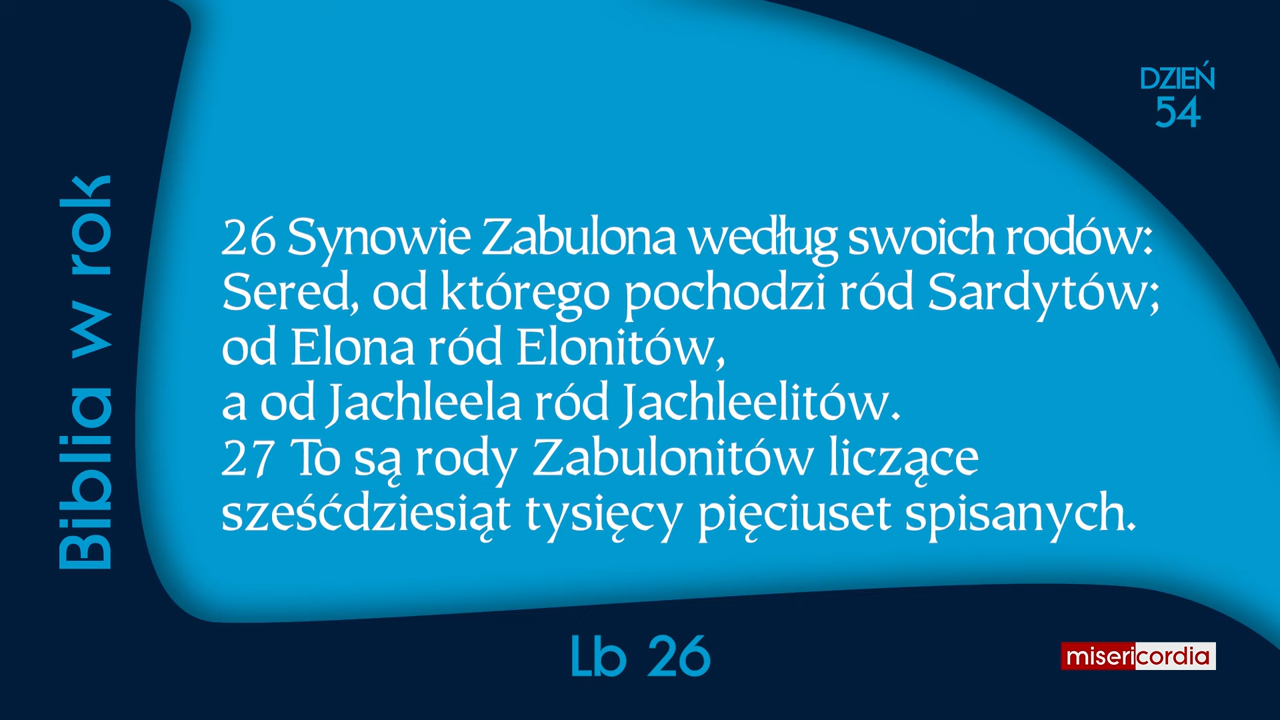 DZIEŃ
54
Biblia w rok
26 Synowie Zabulona według swoich rodów:
Sered, od którego pochodzi ród Sardytów;
od Elona ród Elonitów,
a od Jachleela ród Jachleelitów.
27 To są rody Zabulonitów liczące
sześćdziesiąt tysięcy pięciuset spisanych.
Lb 26
misericordia